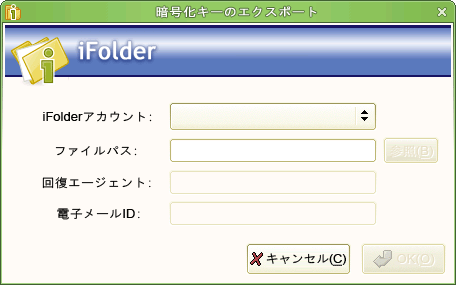 暗号化キーのエクスポート
iFolder
iFolderアカウント:
ファイルパス:
参照(B)
回復エージェント:
電子メールID:
キャンセル(C)
OK(O)